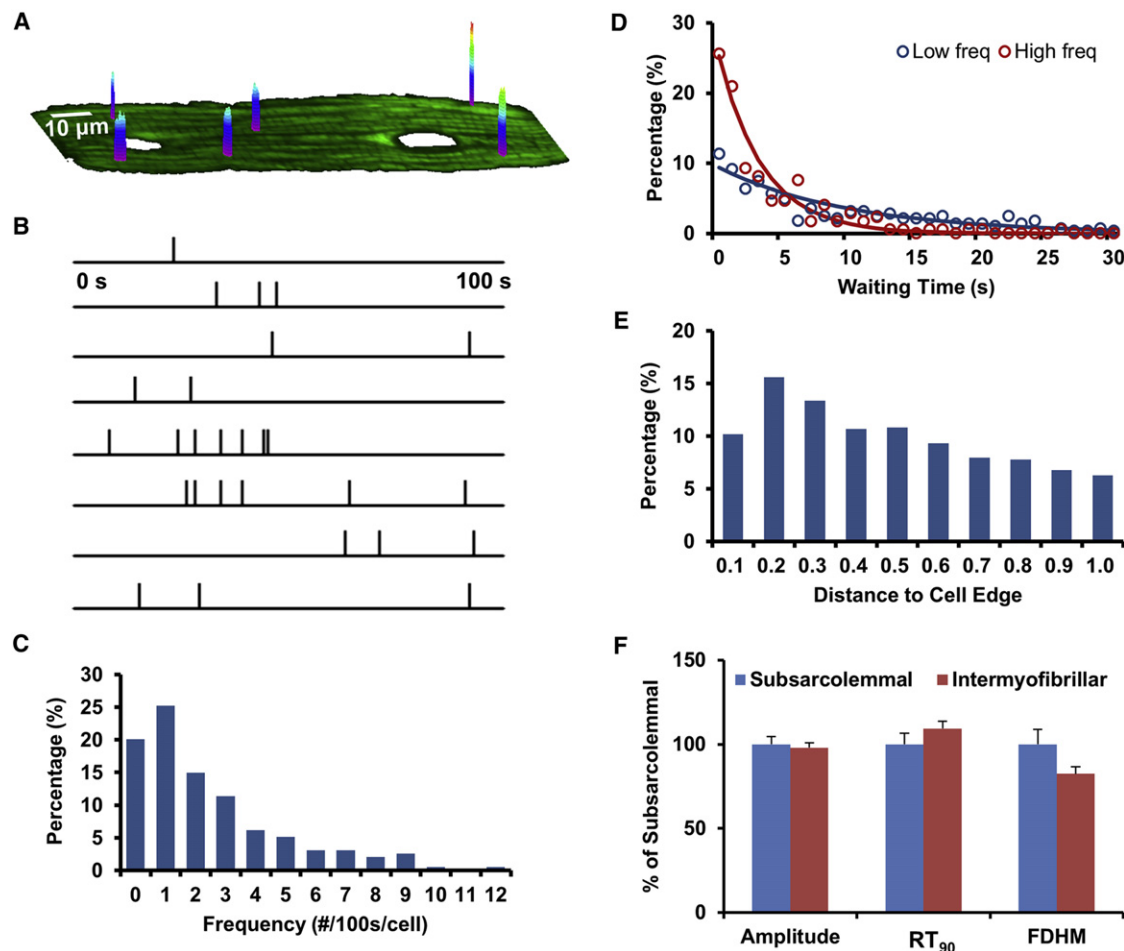 A
10 µm
B
0 s
100 s
C
30
25
20
15
10
5
0
Percentage (%)
0 1 2 3 4 5 6 7 8 9 10 11 12
Frequency (#/100s/cell)
D
30
20
10
0
Percentage (%)
Low freq High freq
0 5 10 15 20 25 30
Waiting Time (s)
E
20
15
10
5
0
Percentage (%)
0.1 0.2 0.3 0.4 0.5 0.6 0.7 0.8 0.9 1.0
Distance to Cell Edge
F
150
100
50
0
% of Subsarcolemmal
Subsarcolemmal Intermyofibrillar
Amplitude RT90 FDHM